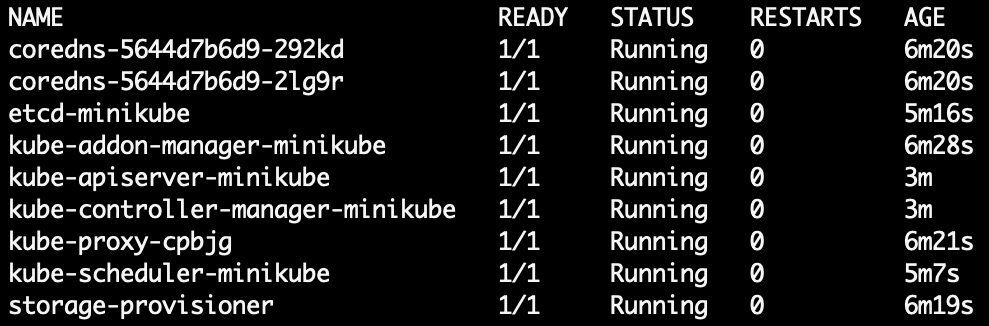 NAME READY STATUS RESTARTS AGE
coredns-5644d7b6d9-292kd 1/1 Running 0 6m20s
coredns-5644d7b6d9-2lg9r 1/1 Running 0 6m20s
etcd-minikube 1/1 Running 0 5m16s
kube-addon-manager-minikube 1/1 Running 0 6m28s
kube-apiserver-minikube 1/1 Running 0 3m
kube-controller-manager-minikube 1/1 Running 0 3m
kube-proxy-cpbjg 1/1 Running 0 6m21s
kube-scheduler-minikube 1/1 Running 0 5m7s
storage-provisioner 1/1 Running 0 6m19s